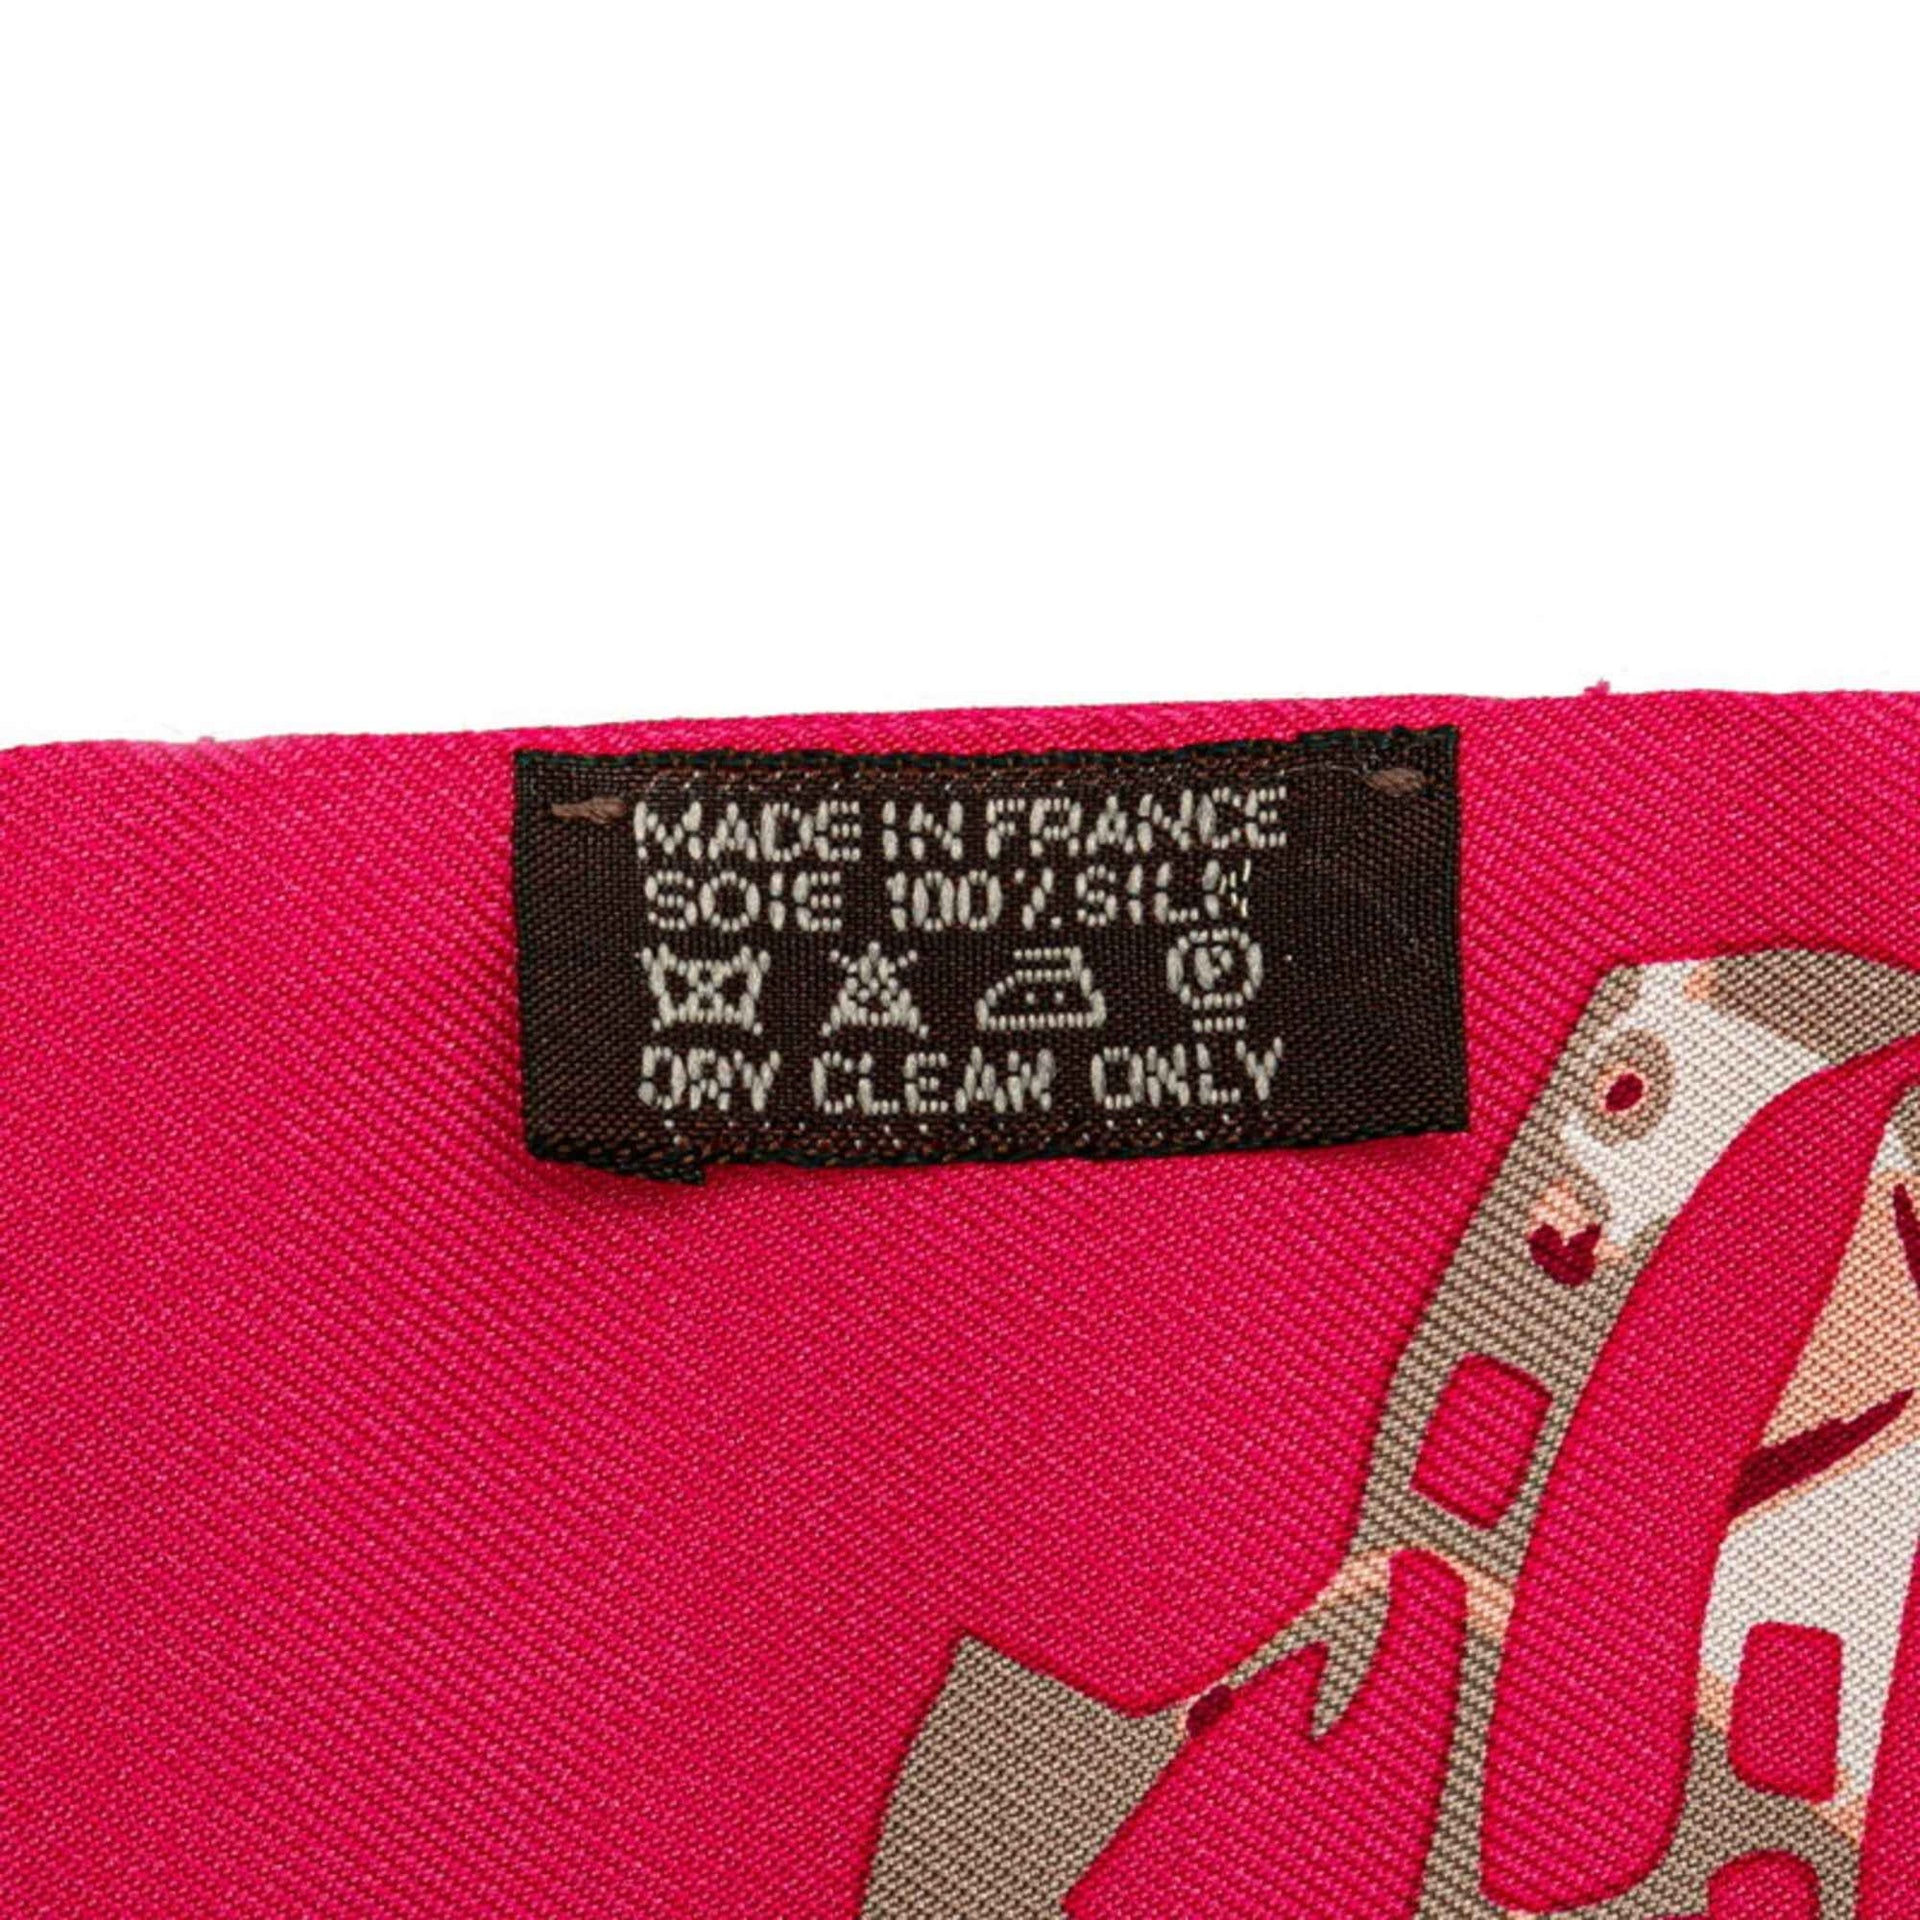 MADE IN FRANCE
SOIE 100% SILK
P
DRY CLEAN ONLY